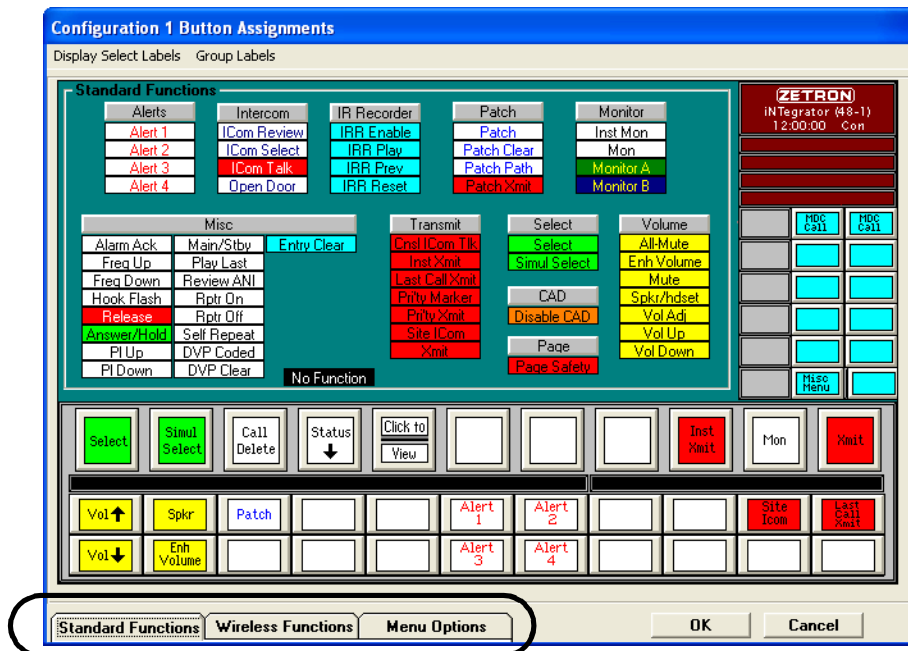 Configuration 1 Button Assignments
Display Select Labels Group Labels
Standard Functions
Alerts
Alert 1
Alert 2
Alert 3
Alert 4
Intercom
ICom Review
ICom Select
ICom Talk
Open Door
IR Recorder
IRR Enable
IRR Play
IRR Prev
IRR Reset
Patch
Patch
Patch Clear
Patch Path
Patch Xmit
Monitor
Inst Mon
Mon
Monitor A
Monitor B
ZETRON
iNTegrator (48-1)
12:00:00 Con
Misc
Alarm Ack
Freq Up
Freq Down
Hook Flash
Release
Answer/Hold
Pl Up
Pl Down
Main/Stby
Play Last
Review ANI
Rptr On
Rptr Off
Self Repeat
DVP Coded
DVP Clear
Entry Clear
No Function
Transmit
Cnsl ICom Tlk
Inst Xmit
Last Call Xmit
Pri'ty Marker
Pri'ty Xmit
Site ICom
Xmit
Select
Select
Simul Select
CAD
Disable CAD
Page
Page Safety
Volume
All-Mute
Enh Volume
Mute
Spkr/hdset
Vol Adj
Vol Up
Vol Down
MDC Call
MDC Call
Misc Menu
Select
Simul Select
Call Delete
Status
Click to View
Inst Xmit
Mon
Xmit
Vol
Spkr
Patch
Alert 1
Alert 2
Site Icom
Last Call Xmit
Vol
Enh Volume
Alert 3
Alert 4
Standard Functions Wireless Functions Menu Options
OK Cancel